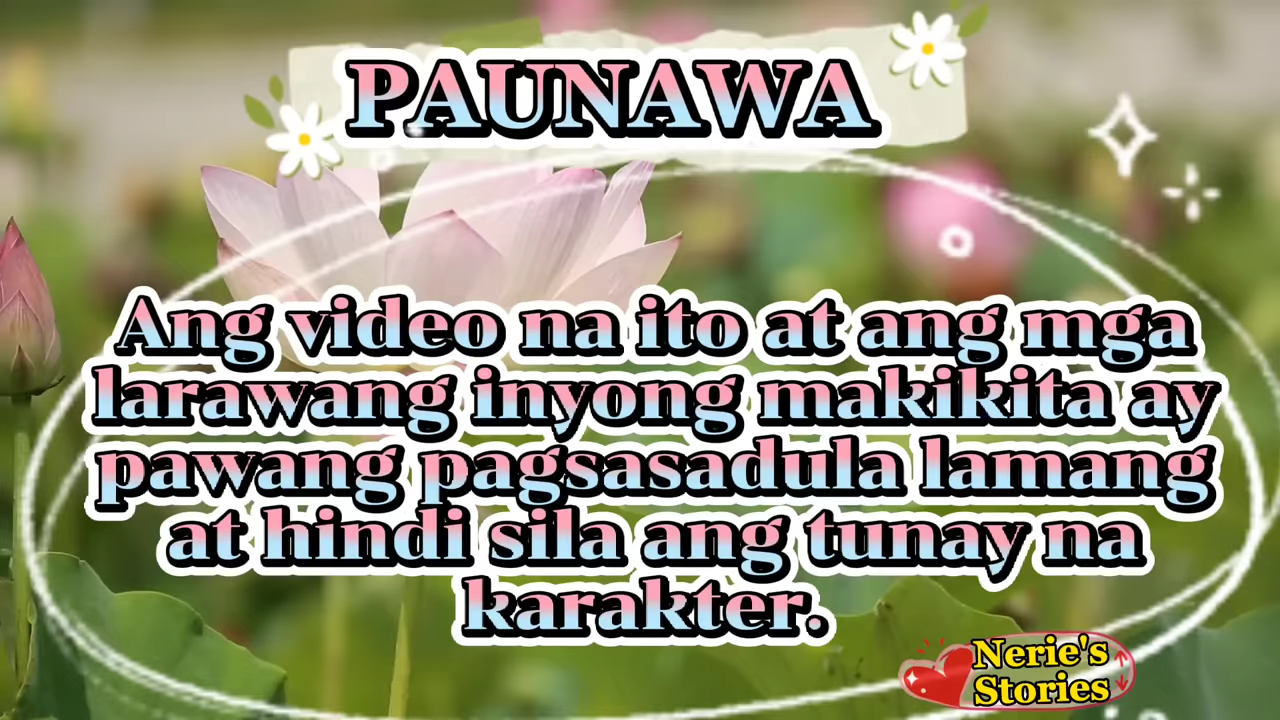 PAUNAWA
Ang video na ito at ang mga
larawang inyong makikita ay
pawang pagsasadula lamang
at hindi sila ang tunay na
karakter.
Nerie's
Stories